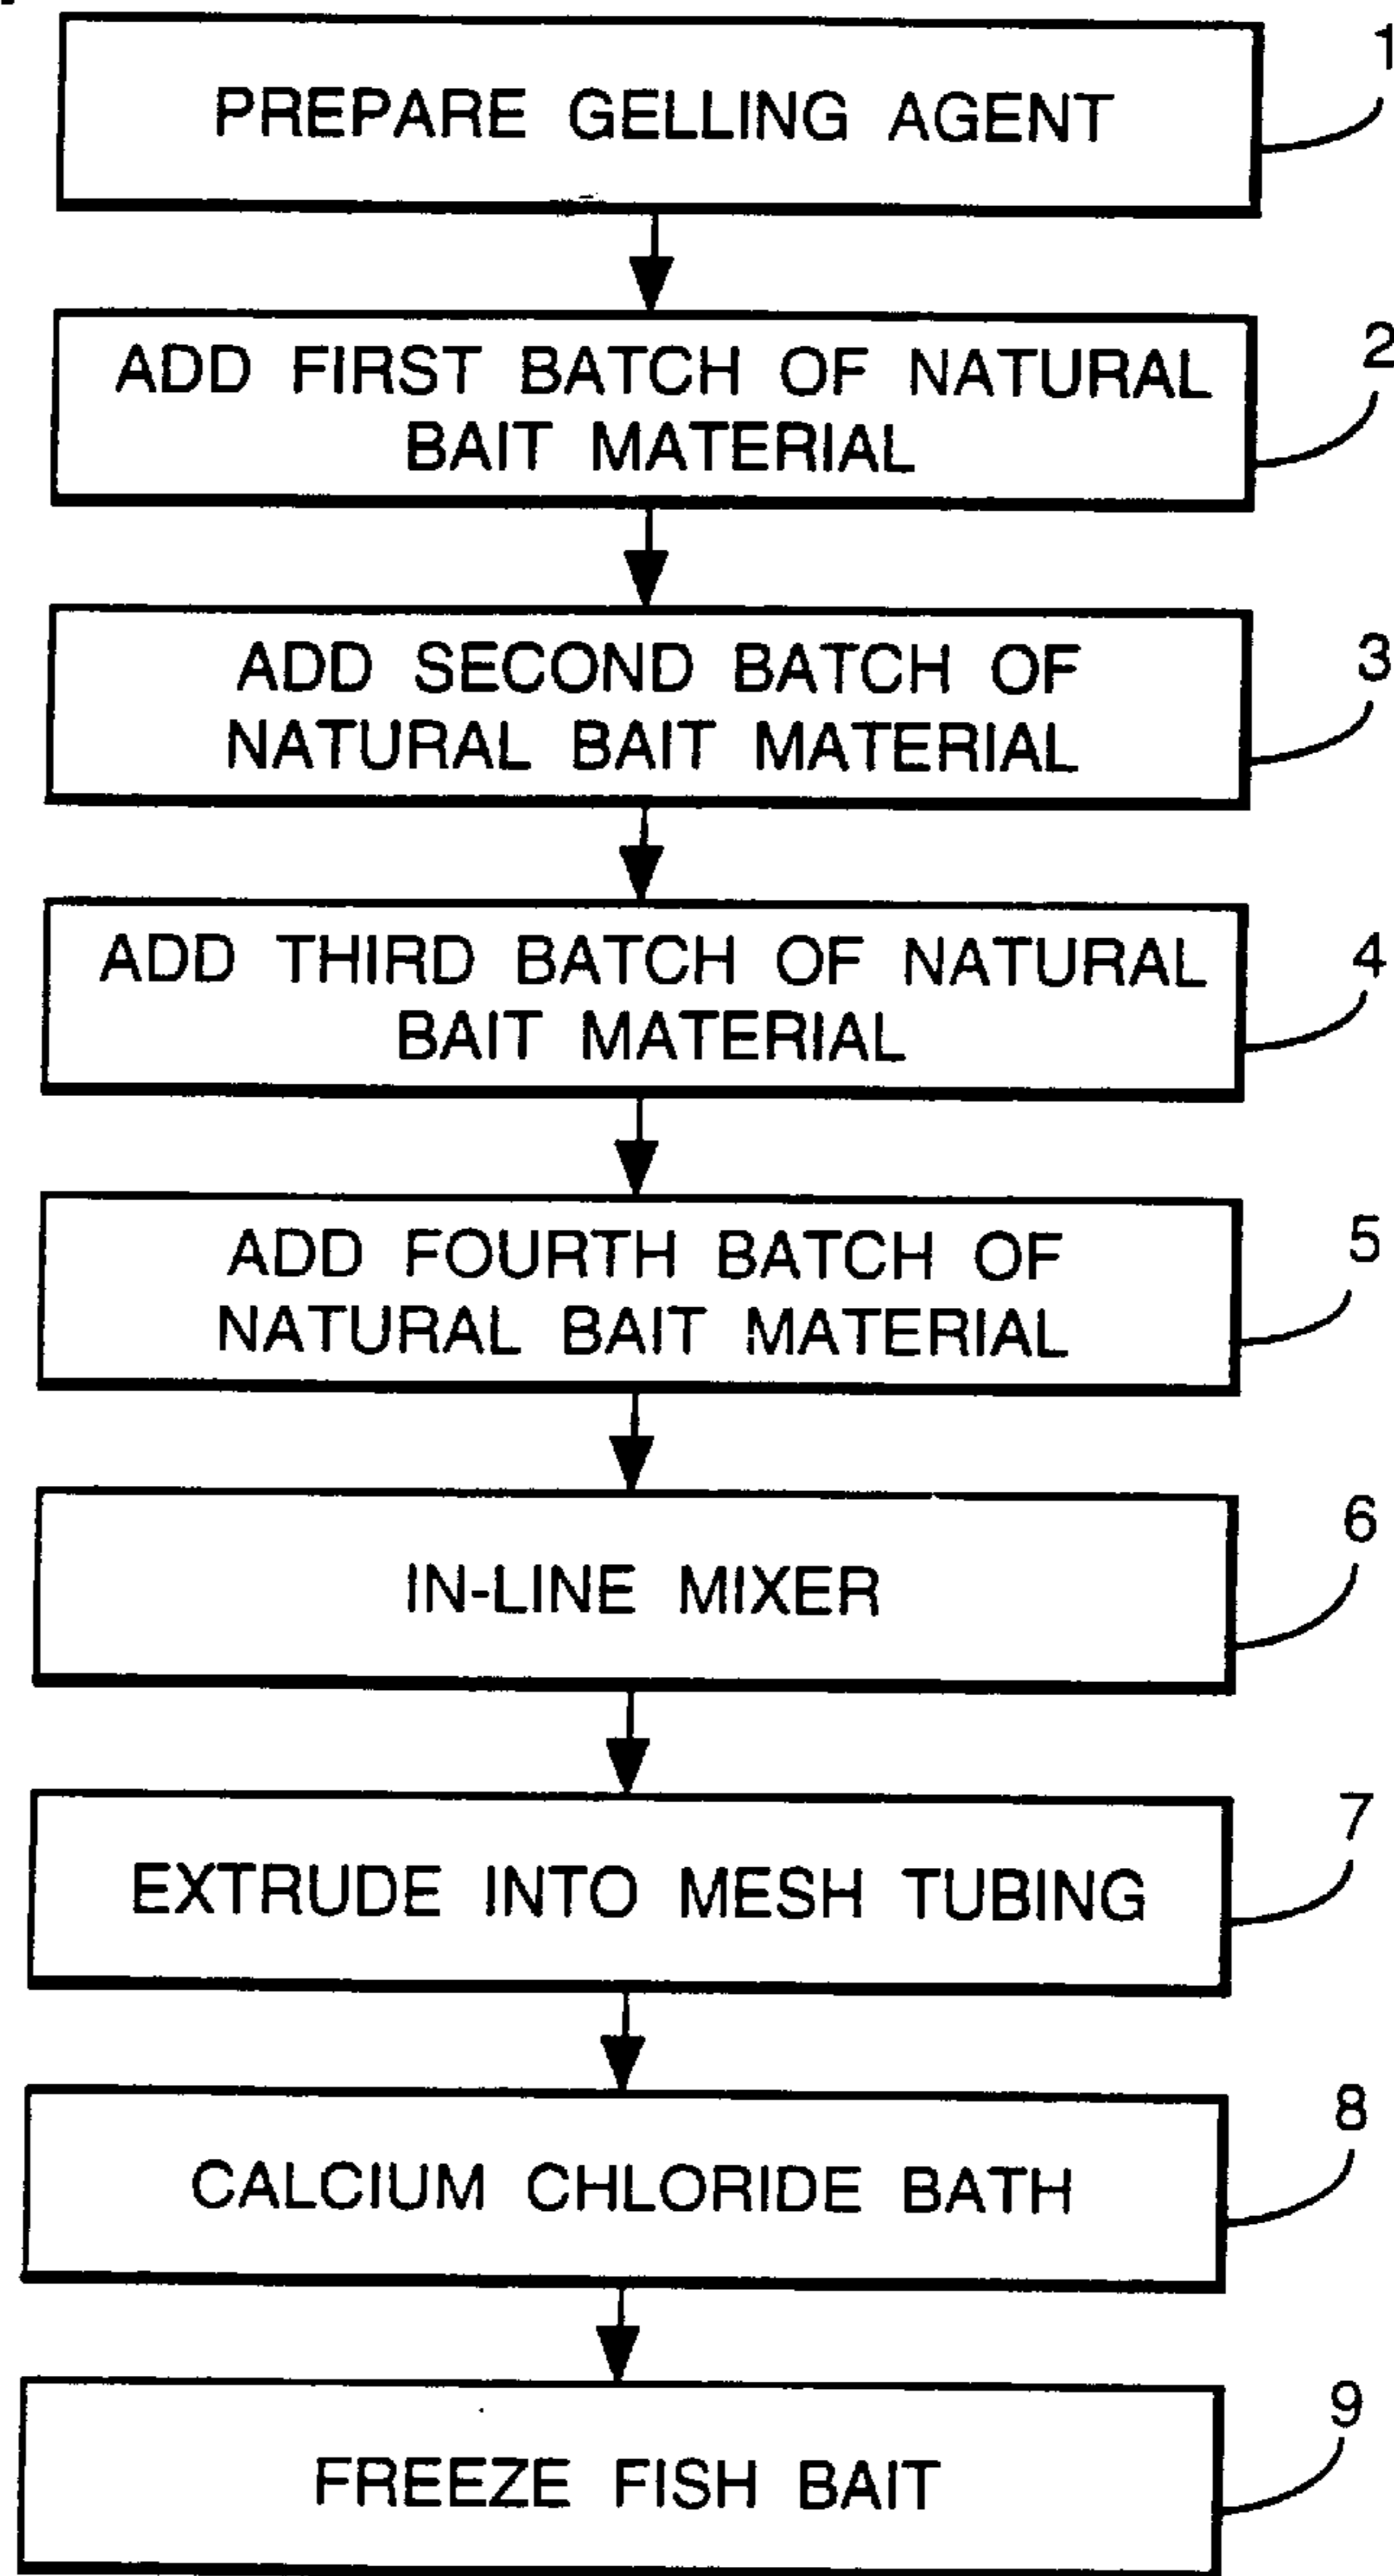 PREPARE GELLING AGENT
1
ADD FIRST BATCH OF NATURAL
BAIT MATERIAL
2
ADD SECOND BATCH OF
NATURAL BAIT MATERIAL
3
ADD THIRD BATCH OF NATURAL
BAIT MATERIAL
4
ADD FOURTH BATCH OF
NATURAL BAIT MATERIAL
5
IN-LINE MIXER
6
EXTRUDE INTO MESH TUBING
7
CALCIUM CHLORIDE BATH
8
FREEZE FISH BAIT
9